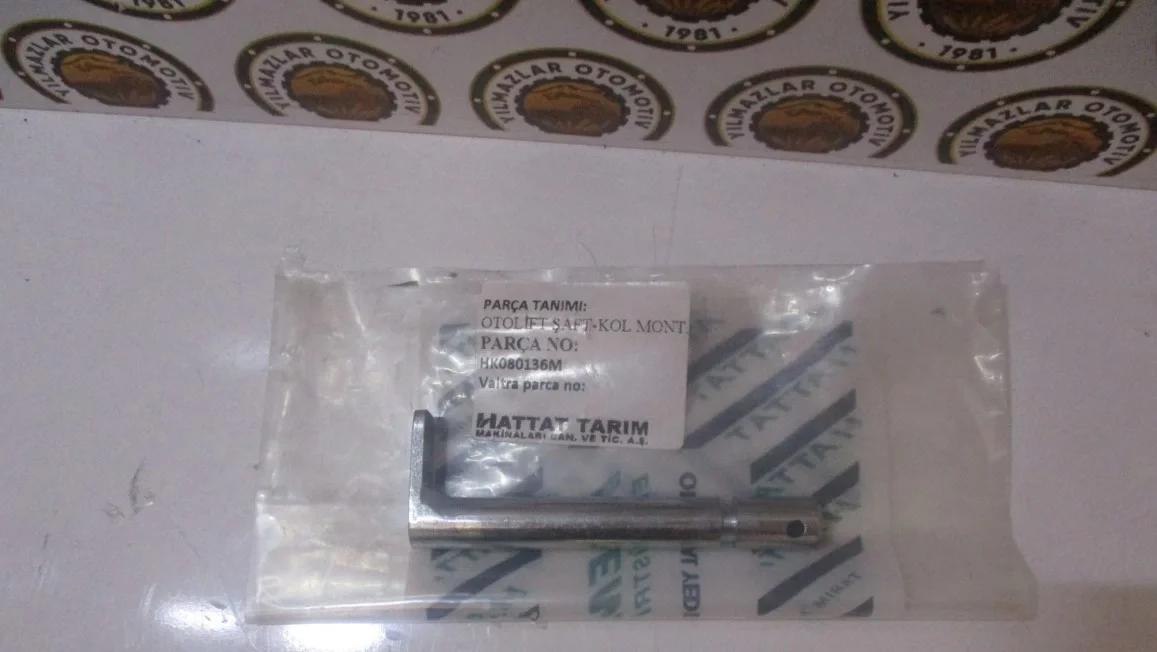 · 1981 ·
· 1981 ·
· 1981 ·
YILMAZLAR OTOMOTIV
YILMAZLAR OTOMOTIV
YILMAZLAR OTOMOTIV
YILMAZLAR OTOMOTIV
YILMAZLAR OTOMOTIV
PARÇA TANIMI:
OTOLİFT ŞAFT-KOL MONT.
PARÇA NO:
HK080136M
Valtra parca no:
HATTAT TARIM
MAKİNALARI SAN. VE TİC. A.Ş.